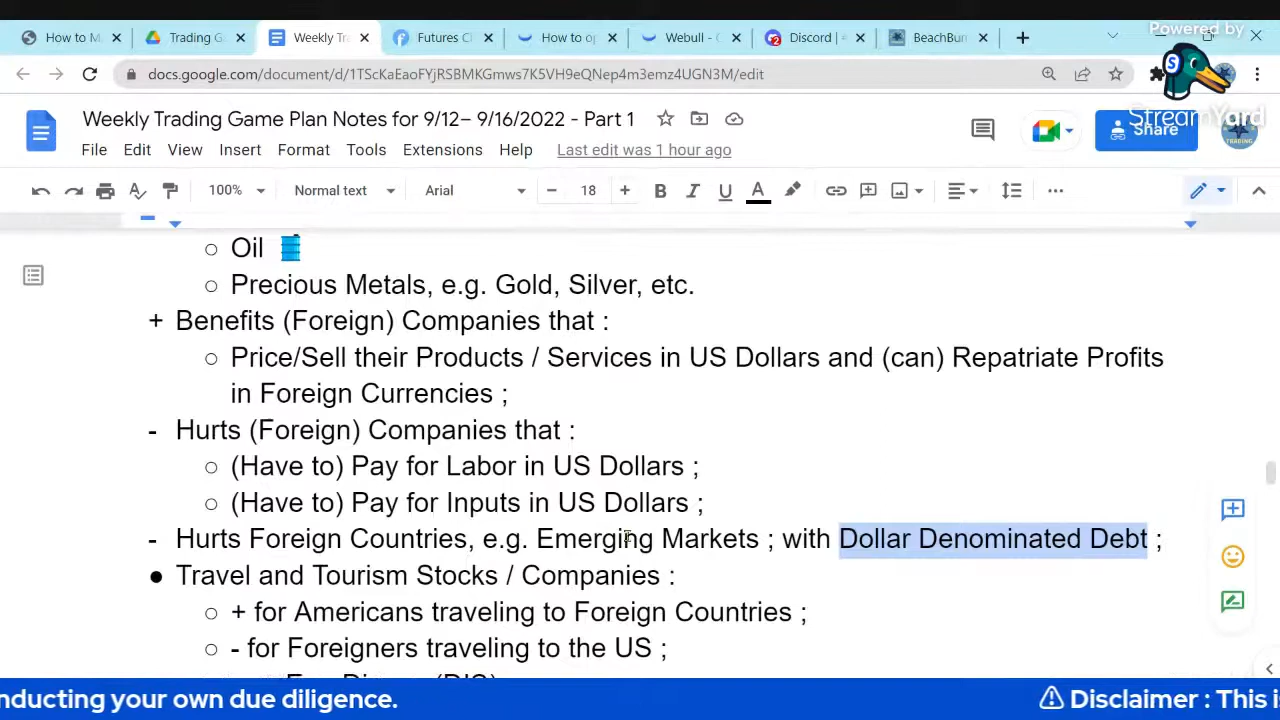 Powered by
StreamYard
How to M
Trading G
Weekly Tr
Futures C
How to op
Webull - 
Discord |
BeachBun
docs.google.com/document/d/1TScKaEaoFYjRSBMKGmws7K5VH9eQNep4m3emz4UGN3M/edit
Weekly Trading Game Plan Notes for 9/12– 9/16/2022 - Part 1
Share
File Edit View Insert Format Tools Extensions Help Last edit was 1 hour ago
100% Normal text Arial 18 B I U A
○ Oil
○ Precious Metals, e.g. Gold, Silver, etc.
+ Benefits (Foreign) Companies that :
○ Price/Sell their Products / Services in US Dollars and (can) Repatriate Profits
in Foreign Currencies ;
- Hurts (Foreign) Companies that :
○ (Have to) Pay for Labor in US Dollars ;
○ (Have to) Pay for Inputs in US Dollars ;
- Hurts Foreign Countries, e.g. Emerging Markets ; with Dollar Denominated Debt ;
● Travel and Tourism Stocks / Companies :
○ + for Americans traveling to Foreign Countries ;
○ - for Foreigners traveling to the US ;
nducting your own due diligence. Disclaimer : This is